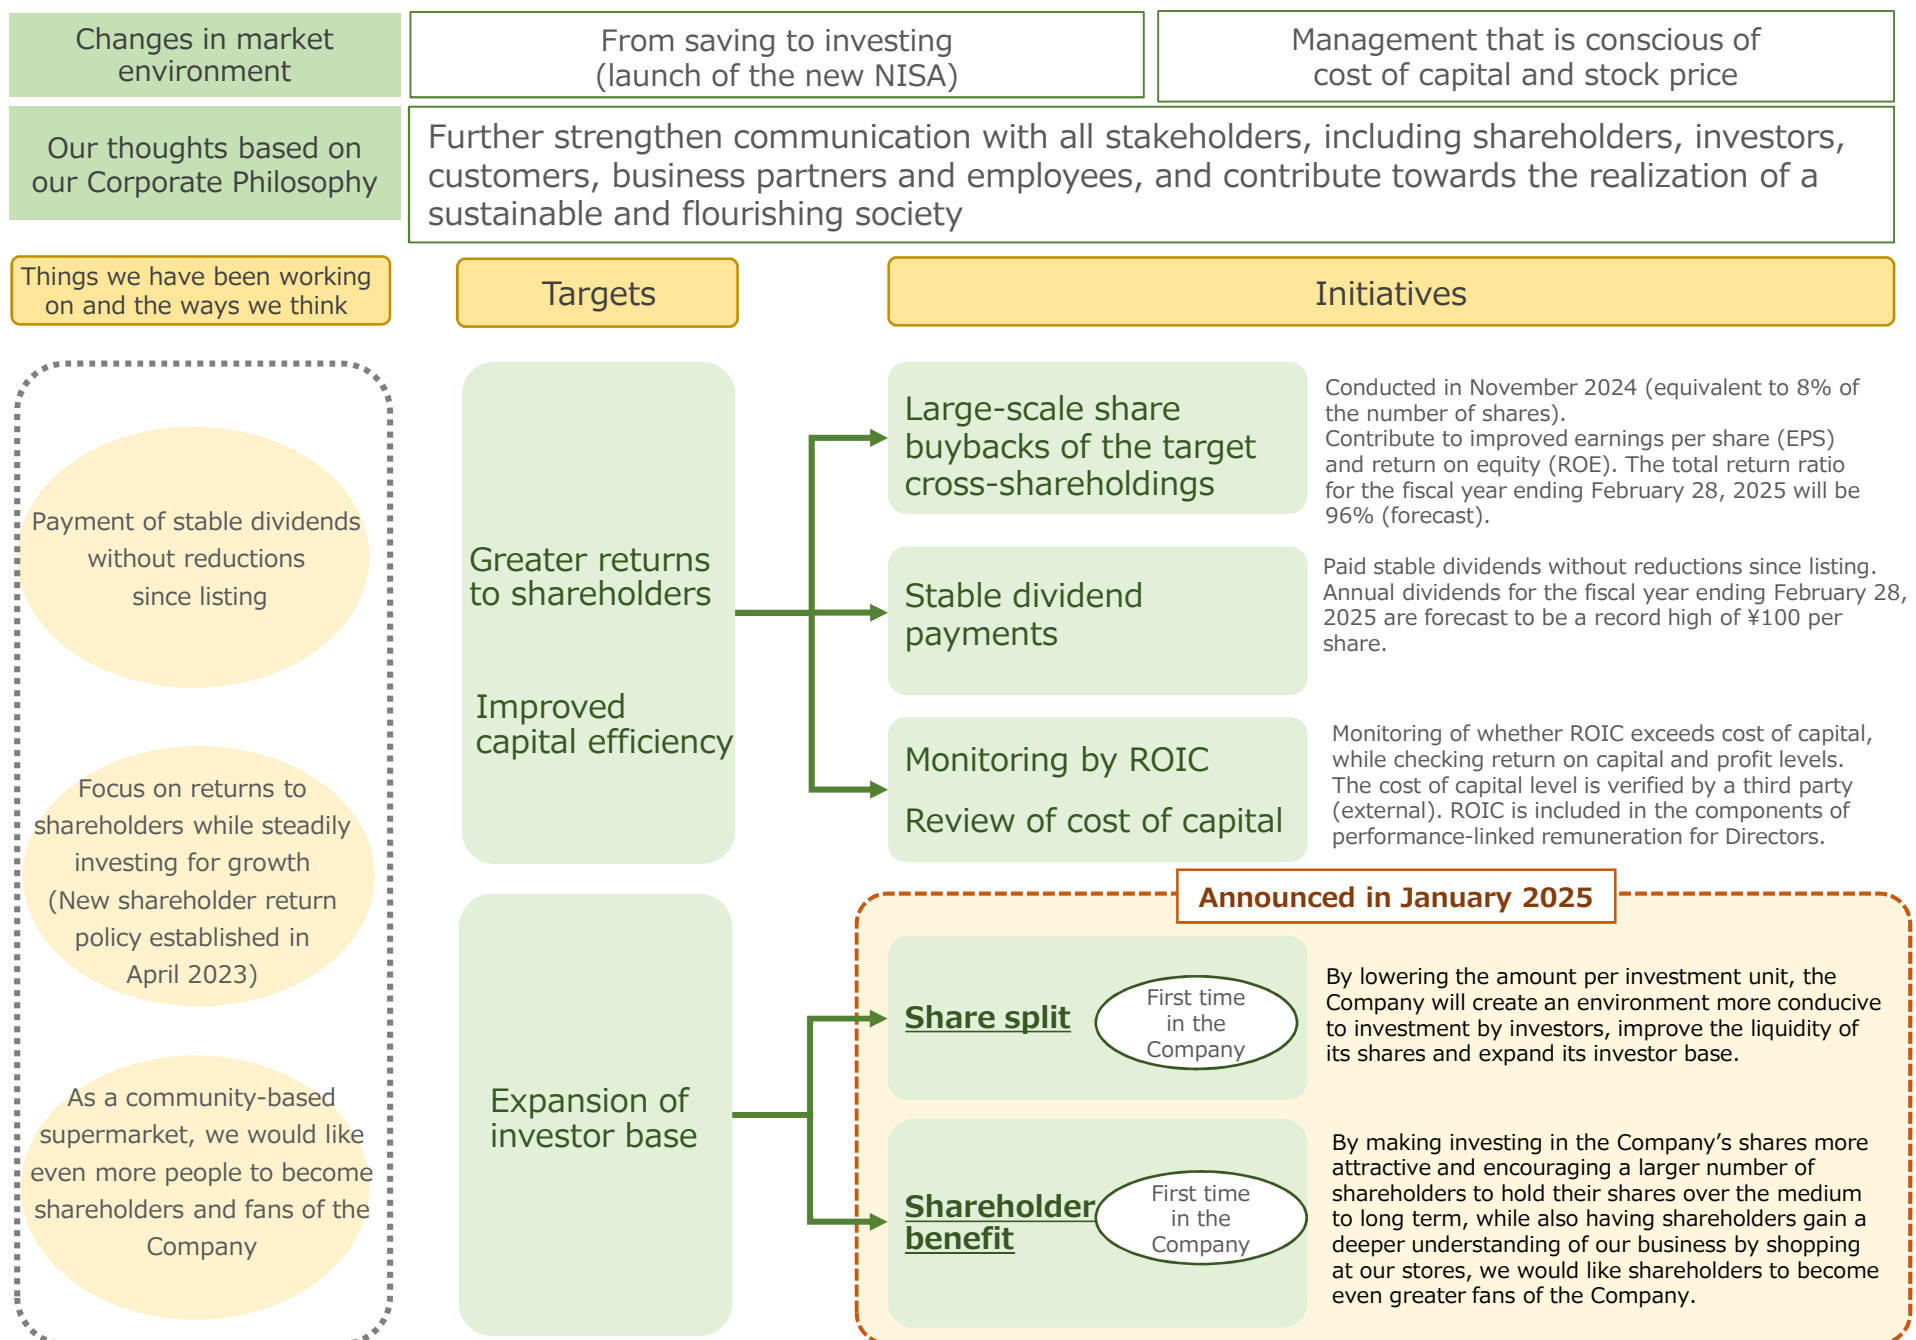 Changes in market
environment
From saving to investing
(launch of the new NISA)
Management that is conscious of
cost of capital and stock price
Our thoughts based on
our Corporate Philosophy
Further strengthen communication with all stakeholders, including shareholders, investors,
customers, business partners and employees, and contribute towards the realization of a
sustainable and flourishing society
Things we have been working
on and the ways we think
Targets
Initiatives
Payment of stable dividends
without reductions
since listing
Focus on returns to
shareholders while steadily
investing for growth
(New shareholder return
policy established in
April 2023)
As a community-based
supermarket, we would like
even more people to become
shareholders and fans of the
Company
Greater returns
to shareholders
Improved
capital efficiency
Large-scale share
buybacks of the target
cross-shareholdings
Conducted in November 2024 (equivalent to 8% of
the number of shares).
Contribute to improved earnings per share (EPS)
and return on equity (ROE). The total return ratio
for the fiscal year ending February 28, 2025 will be
96% (forecast).
Stable dividend
payments
Paid stable dividends without reductions since listing.
Annual dividends for the fiscal year ending February 28,
2025 are forecast to be a record high of ¥100 per
share.
Monitoring by ROIC
Review of cost of capital
Monitoring of whether ROIC exceeds cost of capital,
while checking return on capital and profit levels.
The cost of capital level is verified by a third party
(external). ROIC is included in the components of
performance-linked remuneration for Directors.
Expansion of
investor base
Announced in January 2025
Share split
First time
in the
Company
By lowering the amount per investment unit, the
Company will create an environment more conducive
to investment by investors, improve the liquidity of
its shares and expand its investor base.
Shareholder
benefit
First time
in the
Company
By making investing in the Company’s shares more
attractive and encouraging a larger number of
shareholders to hold their shares over the medium
to long term, while also having shareholders gain a
deeper understanding of our business by shopping
at our stores, we would like shareholders to become
even greater fans of the Company.